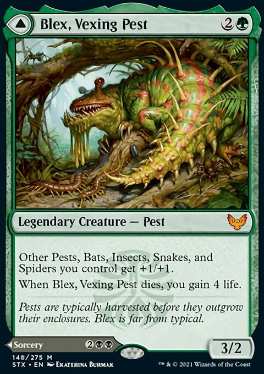 Blex, Vexing Pest 2
Legendary Creature — Pest
Other Pests, Bats, Insects, Snakes, and
Spiders you control get +1/+1.
When Blex, Vexing Pest dies, you gain 4 life.
Pests are typically harvested before they outgrow
their enclosures. Blex is far from typical.
Sorcery 2
3/2
148/275 M
STX • EN Ekaterina Burmak
™ & © 2021 Wizards of the Coast